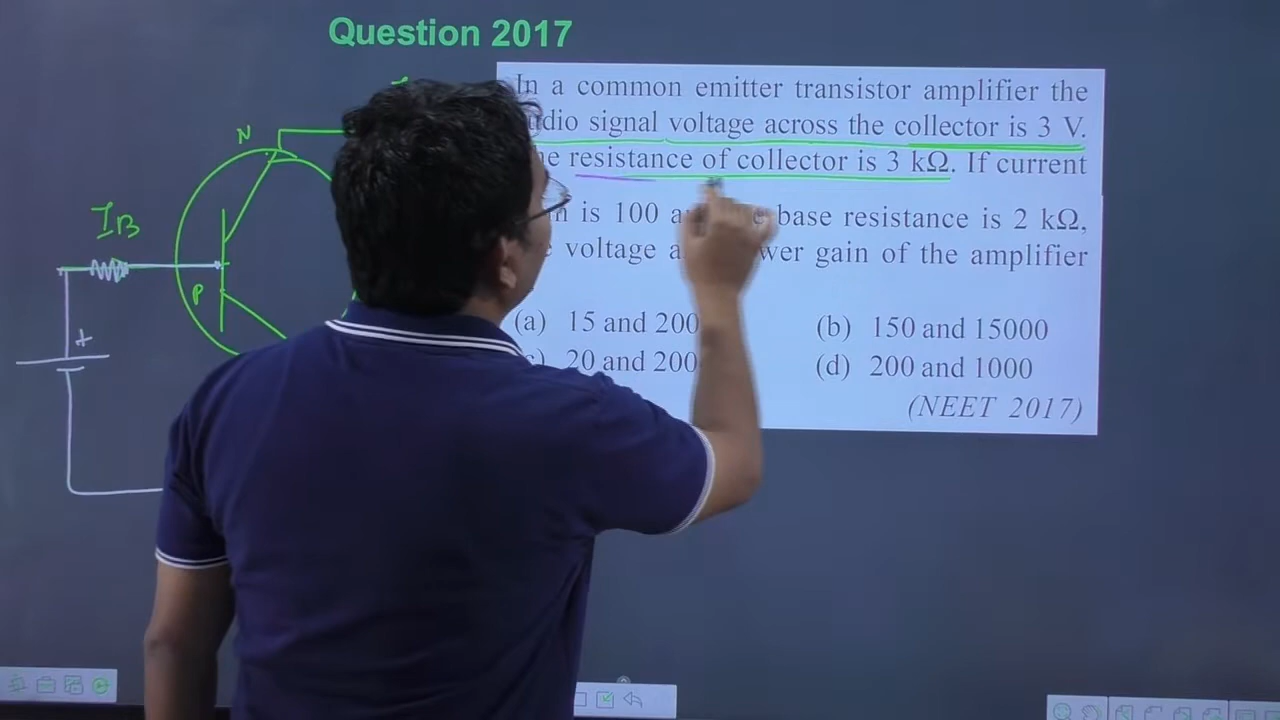 Question 2017
In a common emitter transistor amplifier the
signal voltage across the collector is 3 V.
resistance of collector is 3 kΩ. If current
is 100 base resistance is 2 kΩ,
voltage gain of the amplifier
(a) 15 and 200
(b) 150 and 15000
20 and 200
(d) 200 and 1000
(NEET 2017)
N
IB
P
+